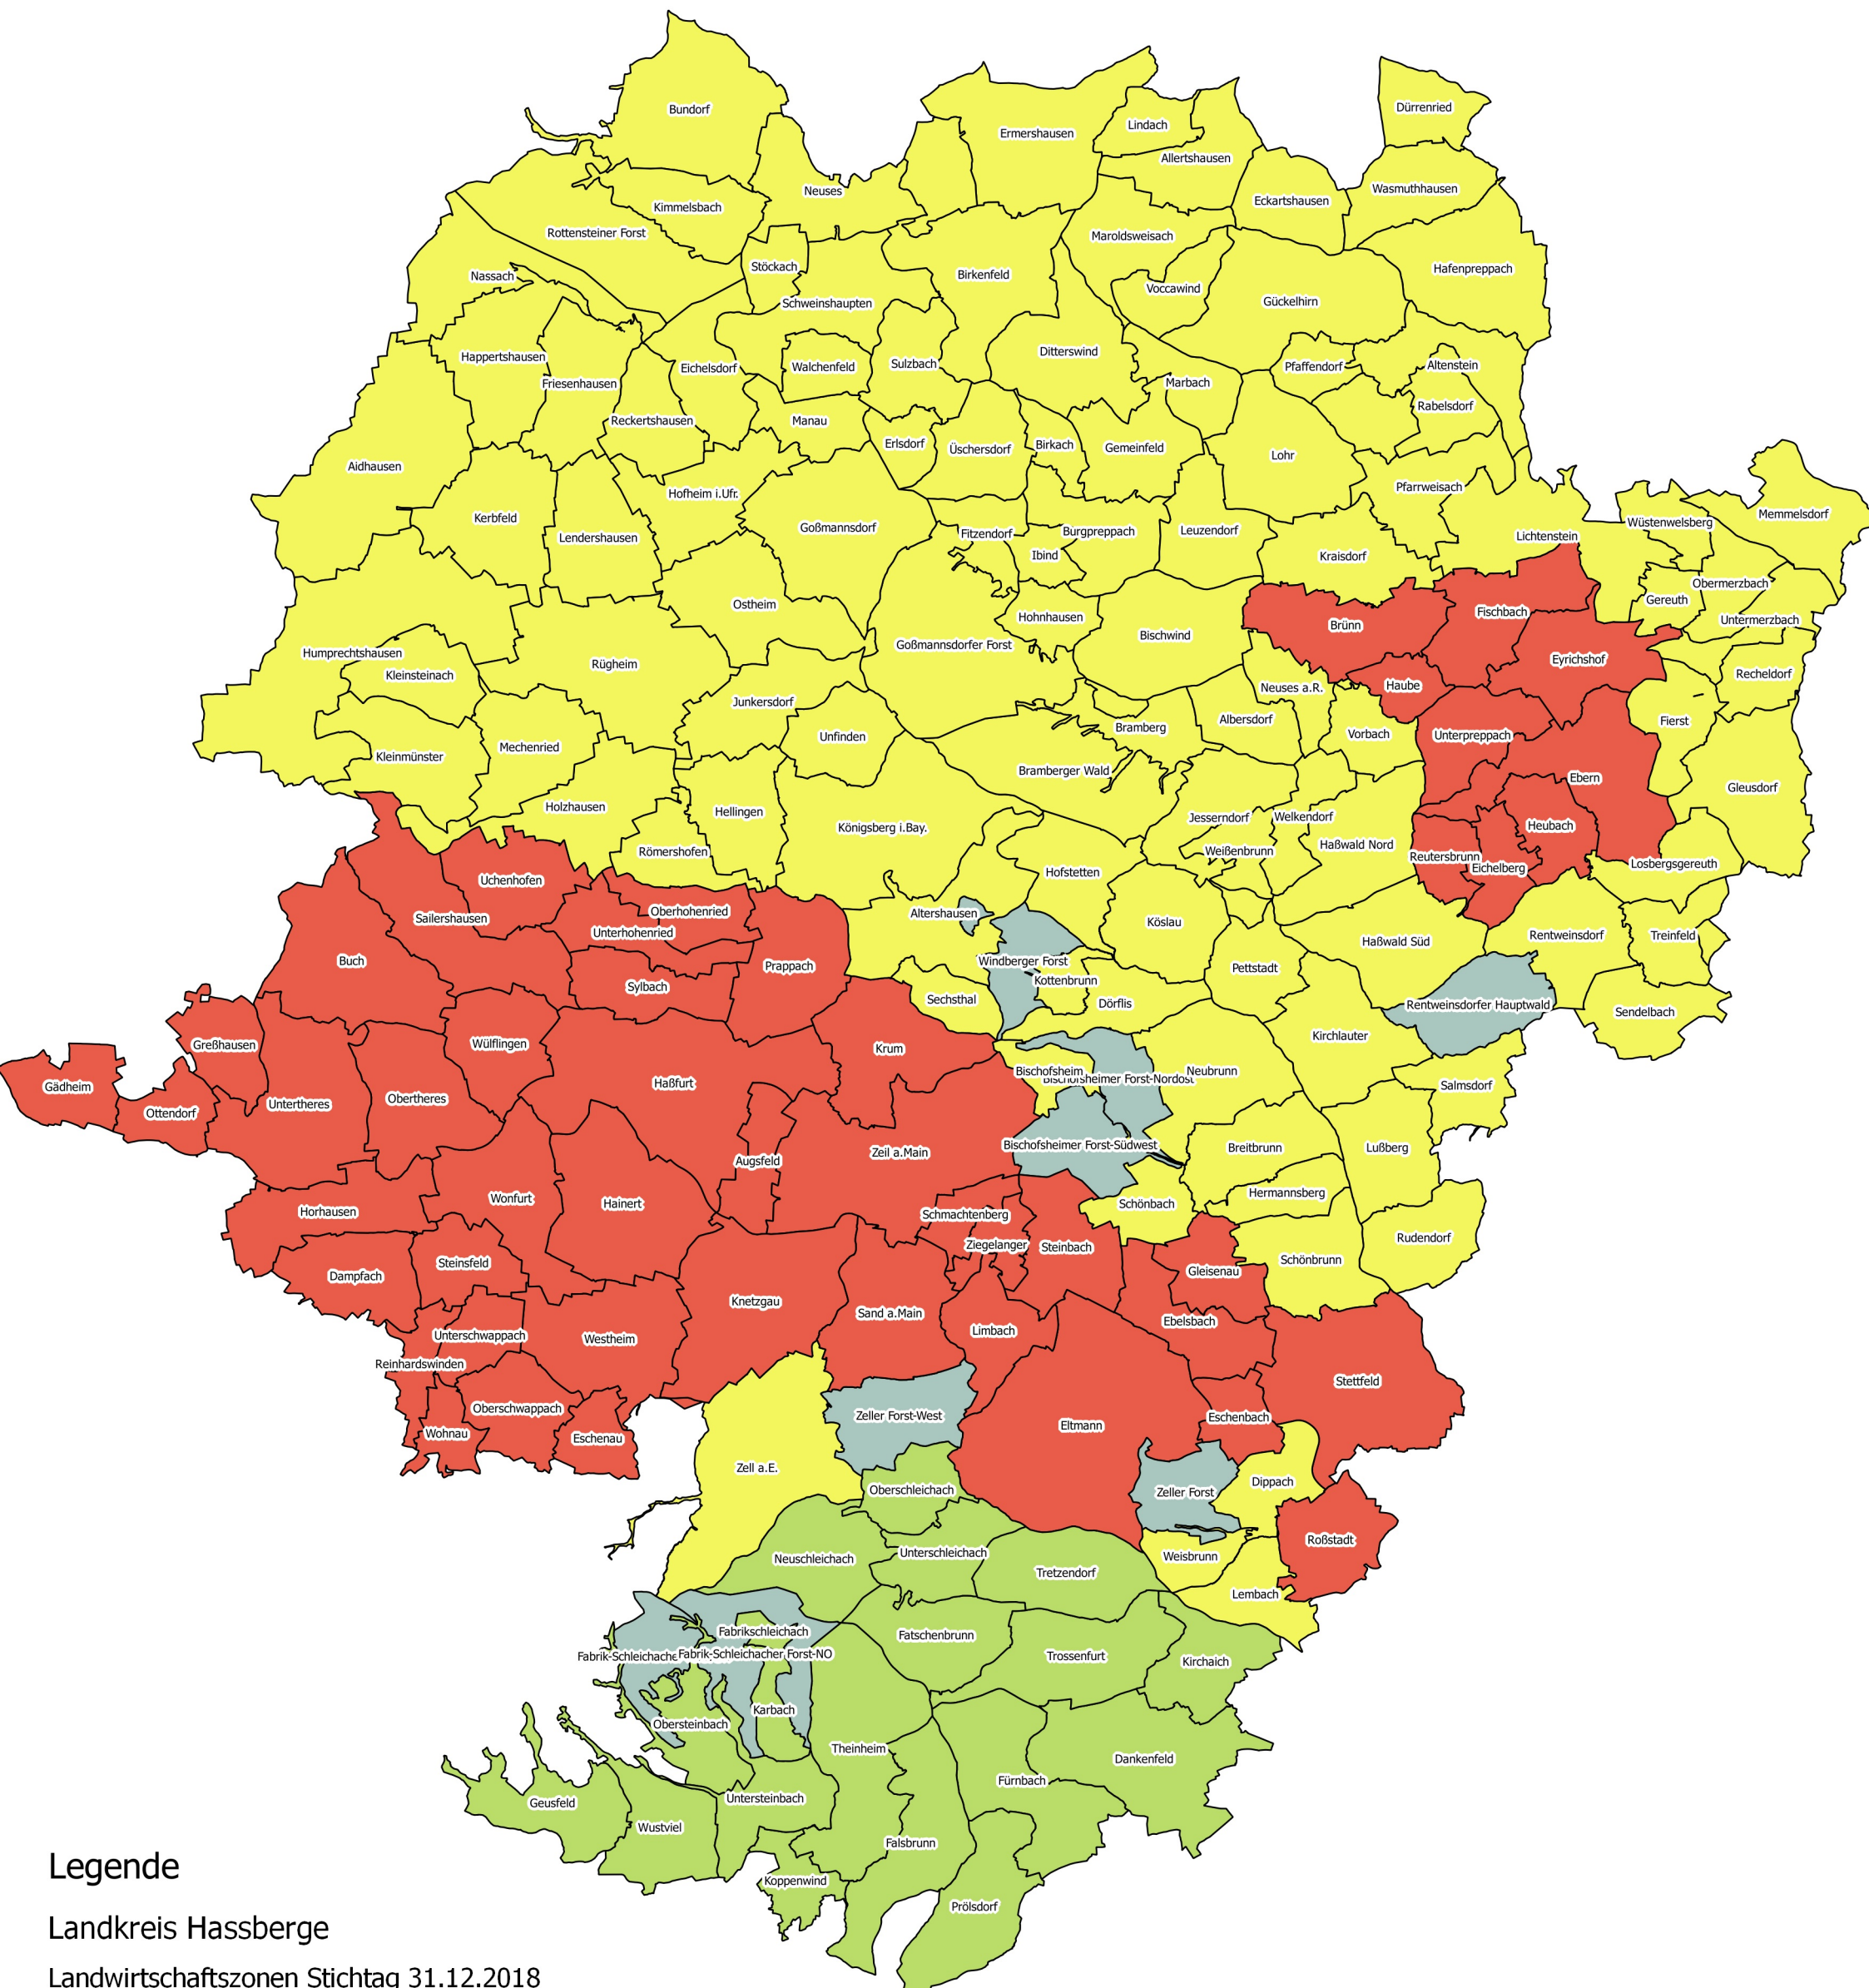 Bundorf
Dürrenried
Lindach
Ermershausen
Allertshausen
Wasmuthhausen
Neuses
Eckartshausen
Kimmelsbach
Rottensteiner Forst
Maroldsweisach
Stöckach
Hafenpreppach
Nassach
Birkenfeld
Voccawind
Schweinshaupten
Gückelhirn
Ditterswind
Happertshausen
Sulzbach
Altenstein
Walchenfeld
Pfaffendorf
Eichelsdorf
Friesenhausen
Marbach
Rabelsdorf
Reckertshausen
Manau
Erlsdorf
Birkach
Üschersdorf
Gemeinfeld
Lohr
Aidhausen
Pfarrweisach
Hofheim i.Ufr.
Memmelsdorf
Kerbfeld
Wüstenwelsberg
Goßmannsdorf
Leuzendorf
Burgpreppach
Fitzendorf
Lendershausen
Lichtenstein
Ibind
Kraisdorf
Obermerzbach
Gereuth
Ostheim
Fischbach
Hohnhausen
Untermerzbach
Brünn
Bischwind
Goßmannsdorfer Forst
Humprechtshausen
Eyrichshof
Rügheim
Kleinsteinach
Recheldorf
Haube
Neuses a.R.
Junkersdorf
Albersdorf
Fierst
Bramberg
Vorbach
Unterpreppach
Unfinden
Mechenried
Kleinmünster
Bramberger Wald
Ebern
Gleusdorf
Holzhausen
Hellingen
Jesserndorf
Welkendorf
Heubach
Königsberg i.Bay.
Haßwald Nord
Römershofen
Weißenbrunn
Reutersbrunn
Losbergsgereuth
Eichelberg
Hofstetten
Uchenhofen
Oberhohenried
Altershausen
Sailershausen
Köslau
Unterhohenried
Rentweinsdorf
Treinfeld
Haßwald Süd
Buch
Windberger Forst
Prappach
Pettstadt
Kottenbrunn
Sylbach
Sechsthal
Dörflis
Rentweinsdorfer Hauptwald
Sendelbach
Kirchlauter
Wülflingen
Greßhausen
Krum
Bischofsheim
Neubrunn
Bischofsheimer Forst-Nordost
Haßfurt
Gädheim
Salmsdorf
Obertheres
Untertheres
Ottendorf
Bischofsheimer Forst-Südwest
Breitbrunn
Lußberg
Zeil a.Main
Augsfeld
Hermannsberg
Wonfurt
Hainert
Schönbach
Horhausen
Schmachtenberg
Rudendorf
Ziegelanger
Steinbach
Schönbrunn
Steinsfeld
Gleisenau
Dampfach
Knetzgau
Sand a.Main
Ebelsbach
Limbach
Unterschwappach
Westheim
Reinhardswinden
Stettfeld
Oberschwappach
Zeller Forst-West
Eschenbach
Eltmann
Wohnau
Eschenau
Zell a.E.
Dippach
Oberschleichach
Zeller Forst
Roßstadt
Unterschleichach
Weisbrunn
Neuschleichach
Tretzendorf
Lembach
Fabrikschleichach
Fatschenbrunn
Fabrik-Schleichache
Fabrik-Schleichacher Forst-NO
Trossenfurt
Kirchaich
Karbach
Obersteinbach
Theinheim
Dankenfeld
Fürnbach
Untersteinbach
Geusfeld
Wustviel
Falsbrunn
Koppenwind
Prölsdorf
Legende
Landkreis Hassberge
Landwirtschaftszonen Stichtag 31.12.2018